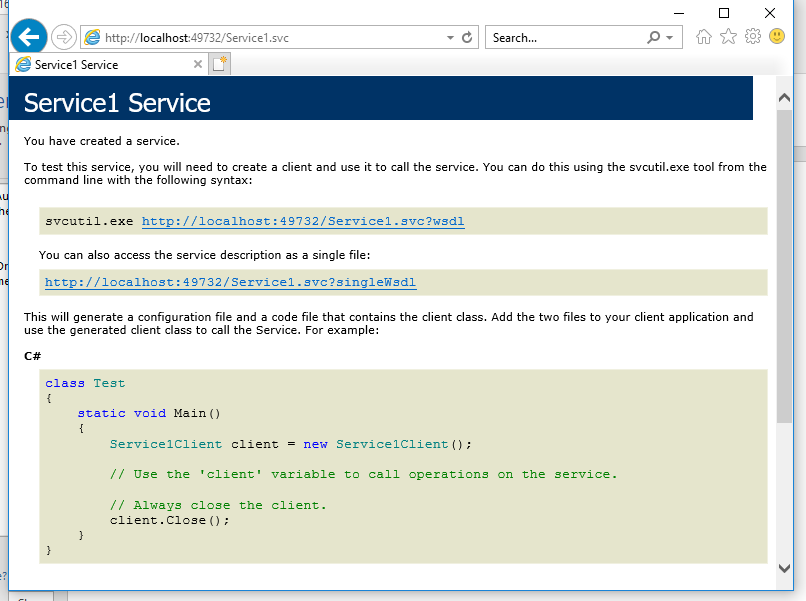 http://localhost:49732/Service1.svc
Search...
Service1 Service
Service1 Service
You have created a service.
To test this service, you will need to create a client and use it to call the service. You can do this using the svcutil.exe tool from the
command line with the following syntax:
svcutil.exe http://localhost:49732/Service1.svc?wsdl
You can also access the service description as a single file:
http://localhost:49732/Service1.svc?singleWsdl
This will generate a configuration file and a code file that contains the client class. Add the two files to your client application and
use the generated client class to call the Service. For example:
C#
class Test
{
    static void Main()
    {
        Service1Client client = new Service1Client();
        // Use the 'client' variable to call operations on the service.
        // Always close the client.
        client.Close();
    }
}